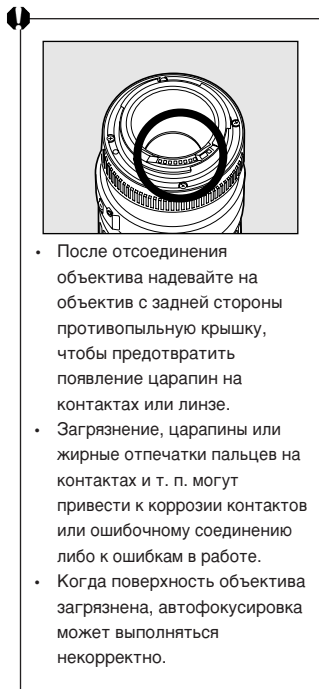 • После отсоединения
объектива надевайте на
объектив с задней стороны
противопыльную крышку,
чтобы предотвратить
появление царапин на
контактах или линзе.
• Загрязнение, царапины или
жирные отпечатки пальцев на
контактах и т. п. могут
привести к коррозии контактов
или ошибочному соединению
либо к ошибкам в работе.
• Когда поверхность объектива
загрязнена, автофокусировка
может выполняться
некорректно.